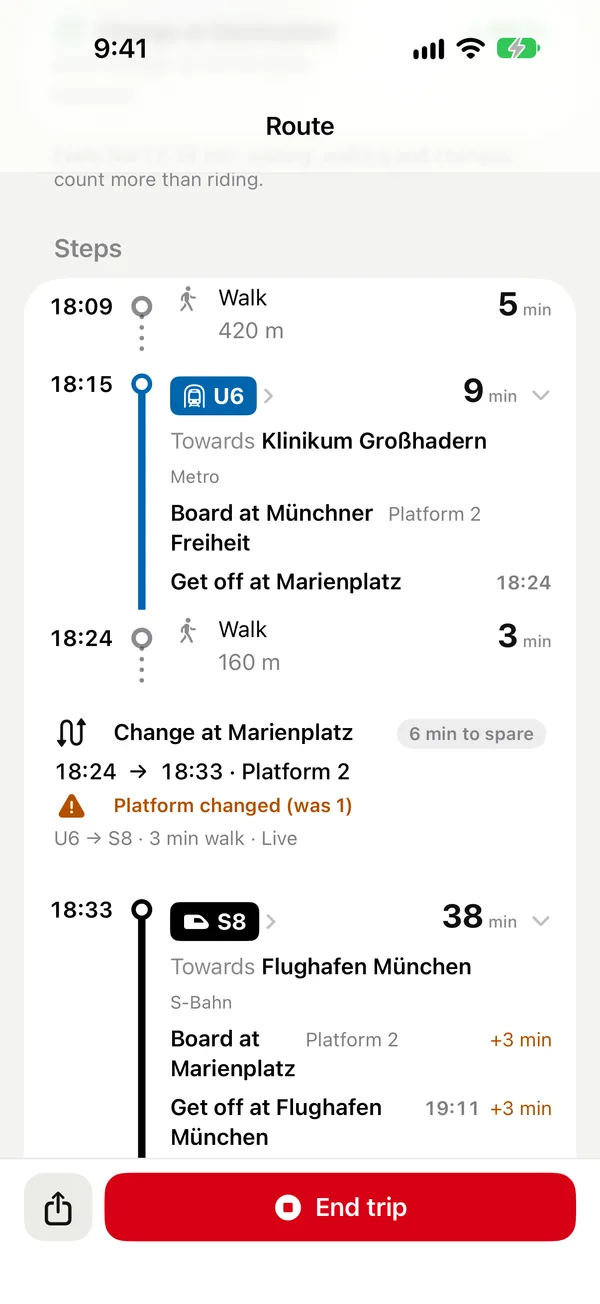 9:41
Route
count more than riding.
Steps
18:09 Walk 5 min
420 m
18:15 U6 9 min
Towards Klinikum Großhadern
Metro
Board at Münchner Platform 2
Freiheit
Get off at Marienplatz 18:24
18:24 Walk 3 min
160 m
Change at Marienplatz 6 min to spare
18:24 → 18:33 · Platform 2
Platform changed (was 1)
U6 → S8 · 3 min walk · Live
18:33 S8 38 min
Towards Flughafen München
S-Bahn
Board at Platform 2 +3 min
Marienplatz
Get off at Flughafen 19:11 +3 min
München
End trip